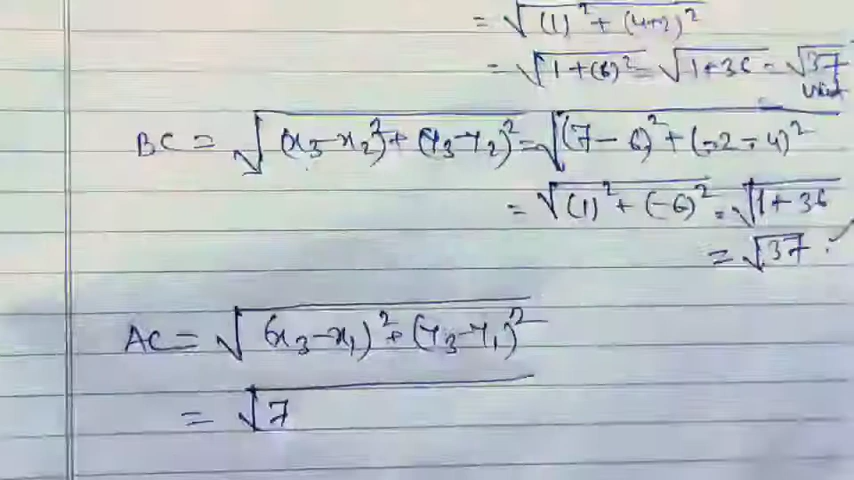 = √(1)² + (4+2)²
= √1+(6)² = √1+36 = √37
BC = √(x₃-x₂)² + (y₃-y₂)² = √(7-6)² + (-2-4)²
= √(1)² + (-6)² = √1+36
= √37.
AC = √(x₃-x₁)² + (y₃-y₁)²
= √7